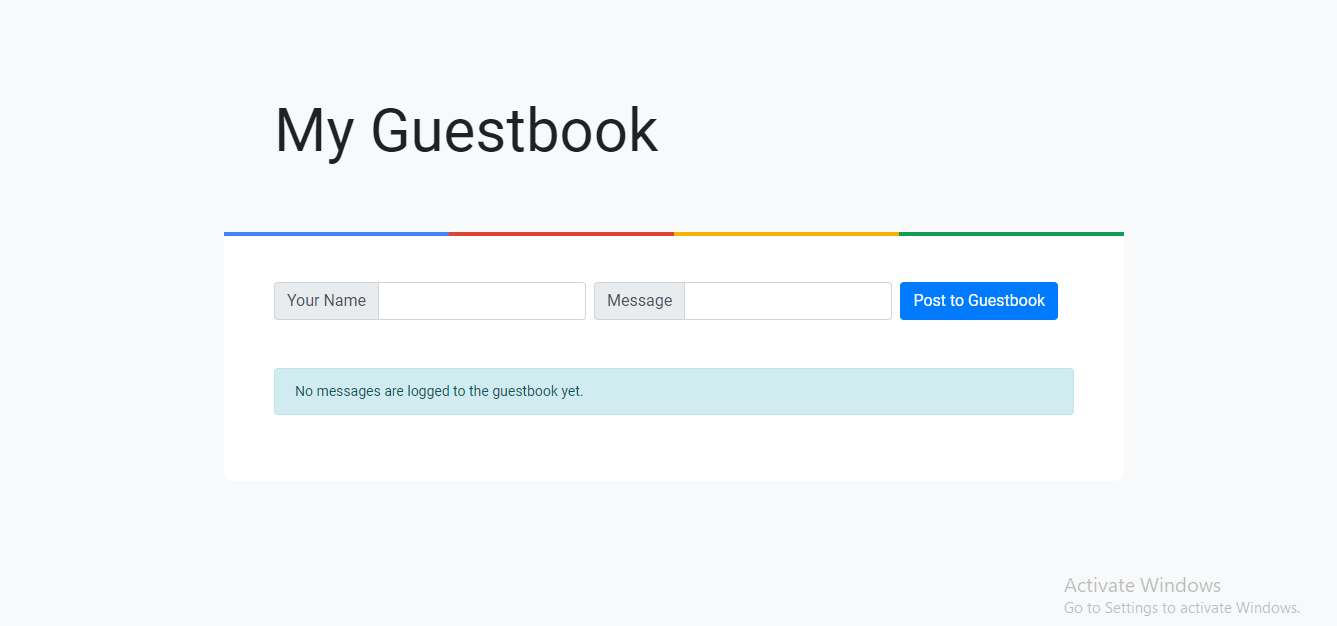 My Guestbook
Your Name Message Post to Guestbook
No messages are logged to the guestbook yet.
Activate Windows
Go to Settings to activate Windows.